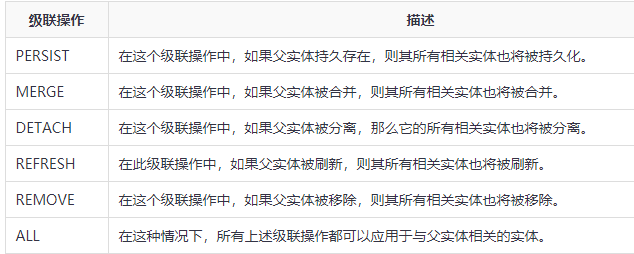 级联操作 描述
PERSIST 在这个级联操作中，如果父实体持久存在，则其所有相关实体也将被持久化。
MERGE 在这个级联操作中，如果父实体被合并，则其所有相关实体也将被合并。
DETACH 在这个级联操作中，如果父实体被分离，那么它的所有相关实体也将被分离。
REFRESH 在此级联操作中，如果父实体被刷新，则其所有相关实体也将被刷新。
REMOVE 在这个级联操作中，如果父实体被移除，则其所有相关实体也将被移除。
ALL 在这种情况下，所有上述级联操作都可以应用于与父实体相关的实体。